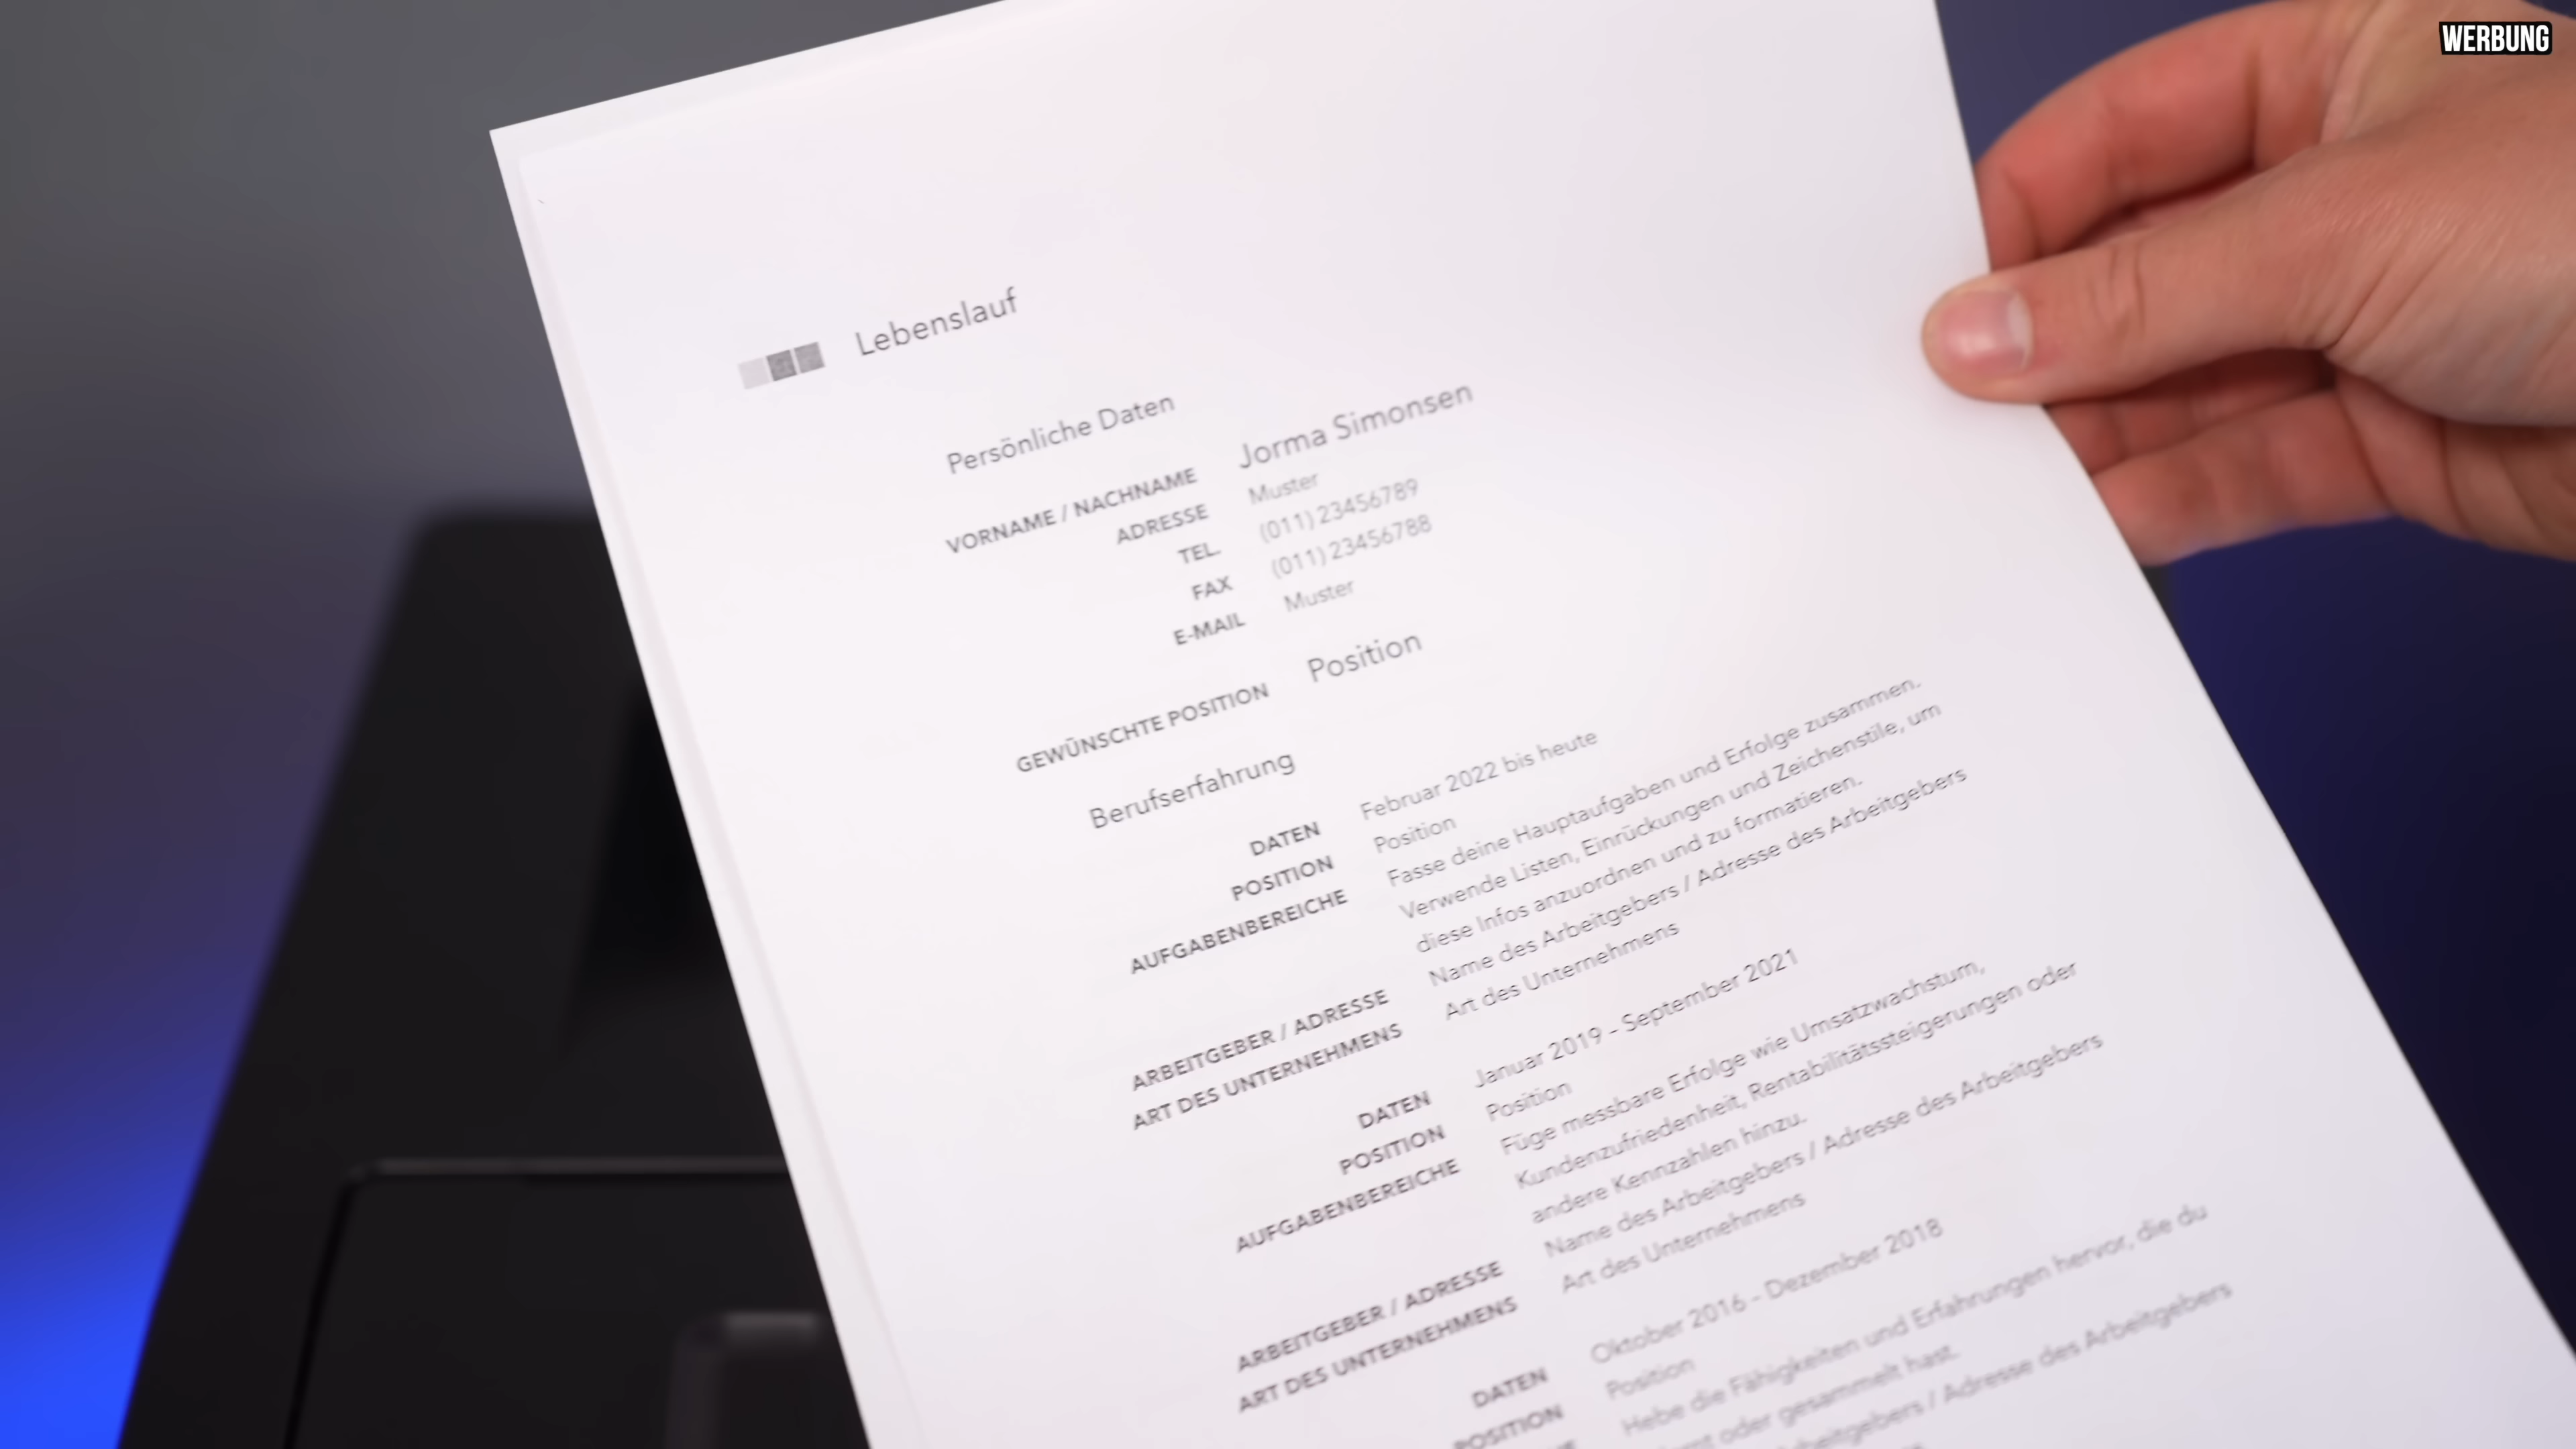 WERBUNG
Lebenslauf
Persönliche Daten
VORNAME / NACHNAME Jorma Simonsen
ADRESSE Muster
TEL. (011) 23456789
FAX (011) 23456788
E-MAIL Muster
GEWÜNSCHTE POSITION Position
Berufserfahrung
DATEN Februar 2022 bis heute
POSITION Position
AUFGABENBEREICHE Fasse deine Hauptaufgaben und Erfolge zusammen.
Verwende Listen, Einrückungen und Zeichenstile, um
diese Infos anzuordnen und zu formatieren.
ARBEITGEBER / ADRESSE Name des Arbeitgebers / Adresse des Arbeitgebers
ART DES UNTERNEHMENS Art des Unternehmens
DATEN Januar 2019 – September 2021
POSITION Position
AUFGABENBEREICHE Füge messbare Erfolge wie Umsatzwachstum,
Kundenzufriedenheit, Rentabilitätssteigerungen oder
andere Kennzahlen hinzu.
ARBEITGEBER / ADRESSE Name des Arbeitgebers / Adresse des Arbeitgebers
ART DES UNTERNEHMENS Art des Unternehmens
DATEN Oktober 2016 – Dezember 2018
POSITION Position
Hebe die Fähigkeiten und Erfahrungen hervor, die du
oder gesammelt hast.
/ Adresse des Arbeitgebers